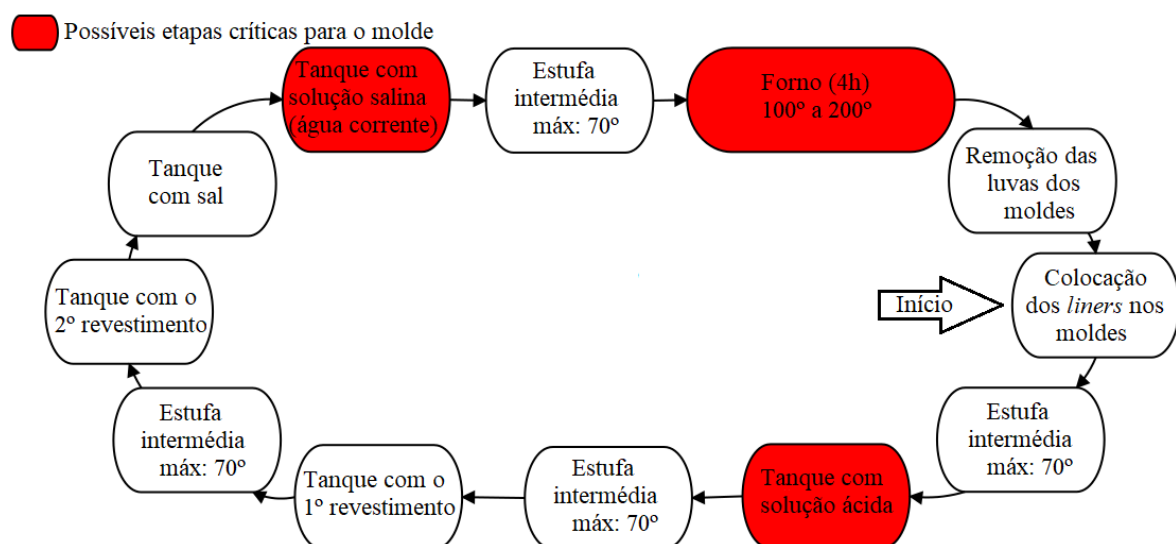 Possíveis etapas críticas para o molde
Tanque com
solução salina
(água corrente)
Estufa
intermédia
máx: 70º
Forno (4h)
100º a 200º
Remoção das
luvas dos
moldes
Colocação
dos liners nos
moldes
Início
Estufa
intermédia
máx: 70º
Tanque com
solução ácida
Estufa
intermédia
máx: 70º
Tanque com o
1º revestimento
Estufa
intermédia
máx: 70º
Tanque com o
2º revestimento
Tanque
com sal